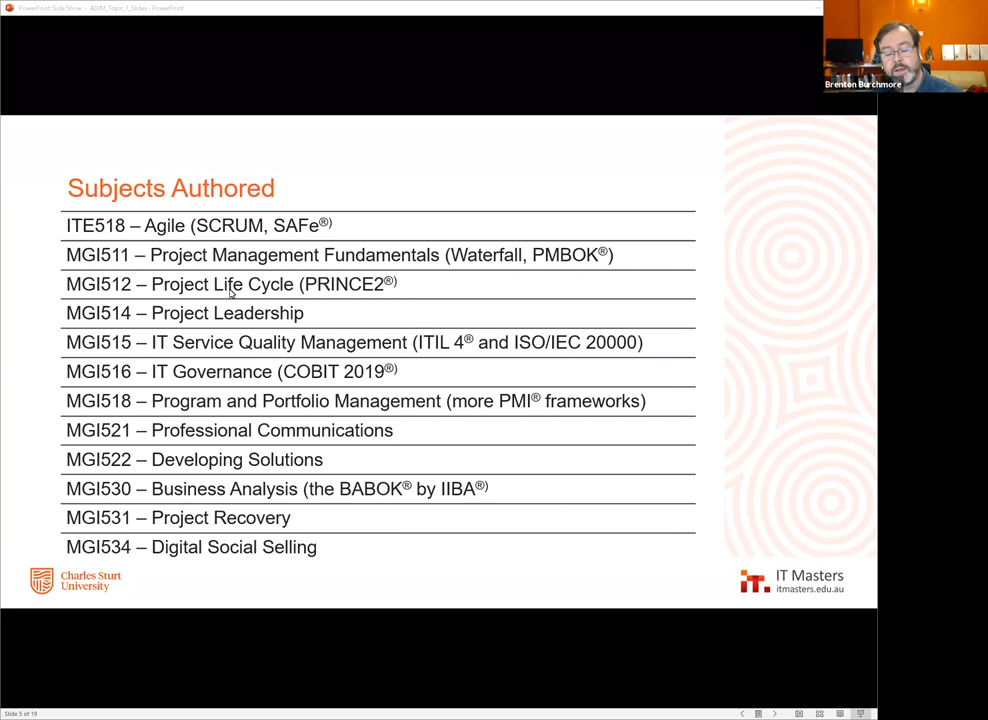 PowerPoint Slide Show - ADIM_Topic_1_Slides - PowerPoint
Brenton Burchmore
Subjects Authored
ITE518 – Agile (SCRUM, SAFe®)
MGI511 – Project Management Fundamentals (Waterfall, PMBOK®)
MGI512 – Project Life Cycle (PRINCE2®)
MGI514 – Project Leadership
MGI515 – IT Service Quality Management (ITIL 4® and ISO/IEC 20000)
MGI516 – IT Governance (COBIT 2019®)
MGI518 – Program and Portfolio Management (more PMI® frameworks)
MGI521 – Professional Communications
MGI522 – Developing Solutions
MGI530 – Business Analysis (the BABOK® by IIBA®)
MGI531 – Project Recovery
MGI534 – Digital Social Selling
Charles Sturt
University
iT.
IT Masters
itmasters.edu.au
Slide 5 of 19